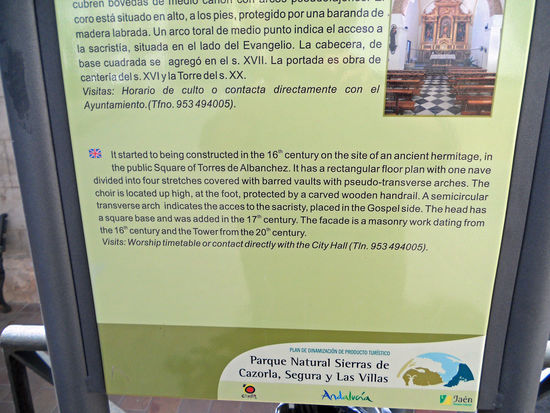 cubren bóvedas de medio cañón con arcos
coro está situado en alto, a los pies, protegido por una baranda de
madera labrada. Un arco toral de medio punto indica el acceso a
la sacristía, situada en el lado del Evangelio. La cabecera, de
base cuadrada se agregó en el s. XVII. La portada es obra de
cantería del s. XVI y la Torre del s. XX.
Visitas: Horario de culto o contacta directamente con el
Ayuntamiento.(Tfno. 953 494005).
It started to being constructed in the 16th century on the site of an ancient hermitage, in
the public Square of Torres de Albanchez. It has a rectangular floor plan with one nave
divided into four stretches covered with barred vaults with pseudo-transverse arches. The
choir is located up high, at the foot, protected by a carved wooden handrail. A semicircular
transverse arch indicates the acces to the sacristy, placed in the Gospel side. The head has
a square base and was added in the 17th century. The facade is a masonry work dating from
the 16th century and the Tower from the 20th century.
Visits: Worship timetable or contact directly with the City Hall (Tln. 953 494005).
PLAN DE DINAMIZACIÓN DE PRODUCTO TURÍSTICO
Parque Natural Sierras de
Cazorla, Segura y Las Villas
Andalucía
Jaén